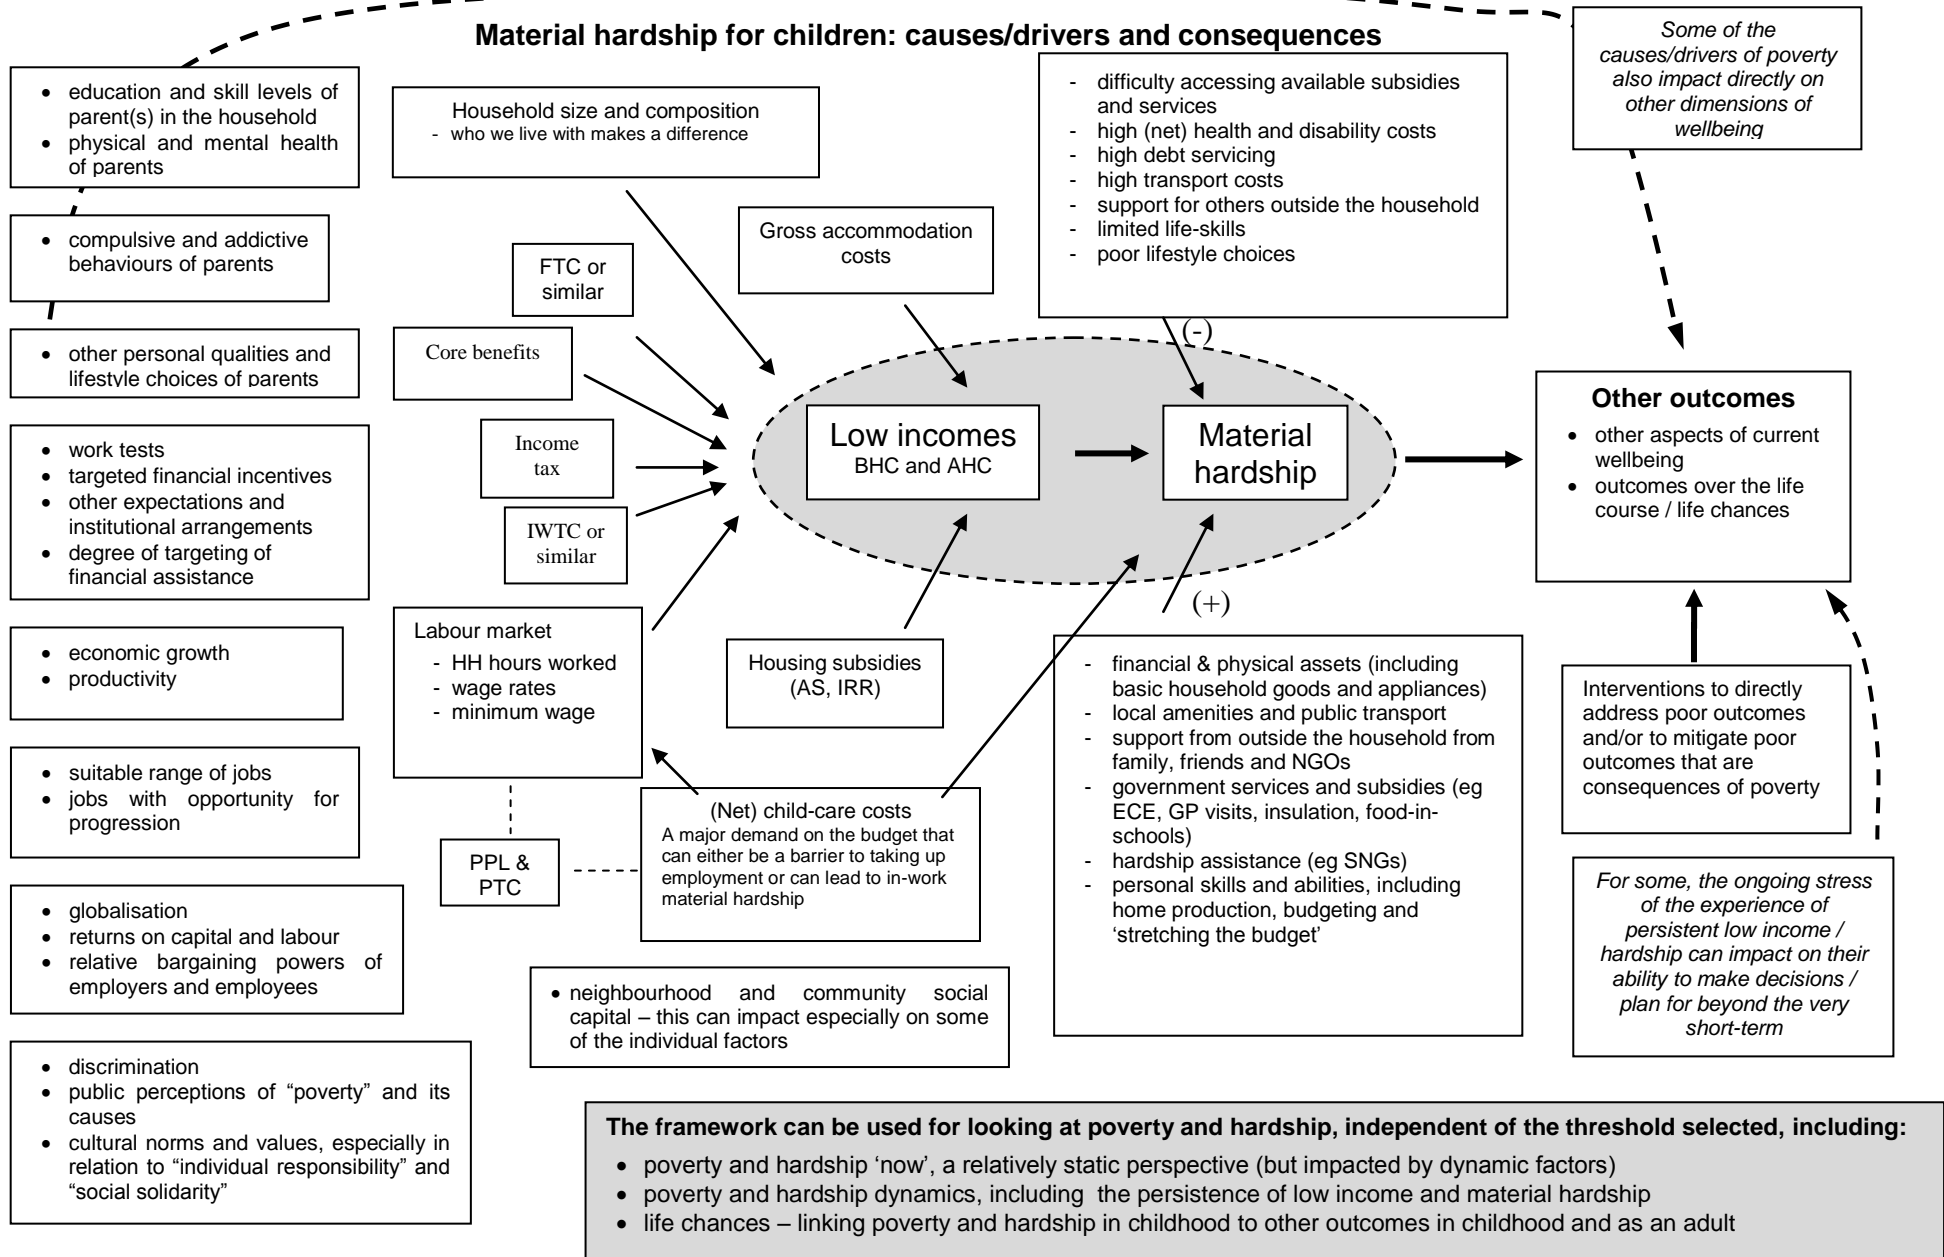 Material hardship for children: causes/drivers and consequences
• education and skill levels of
parent(s) in the household
• physical and mental health
of parents
• compulsive and addictive
behaviours of parents
• other personal qualities and
lifestyle choices of parents
• work tests
• targeted financial incentives
• other expectations and
institutional arrangements
• degree of targeting of
financial assistance
• economic growth
• productivity
• suitable range of jobs
• jobs with opportunity for
progression
• globalisation
• returns on capital and labour
• relative bargaining powers of
employers and employees
• discrimination
• public perceptions of “poverty” and its
causes
• cultural norms and values, especially in
relation to “individual responsibility” and
“social solidarity”
Household size and composition
- who we live with makes a difference
FTC or
similar
Core benefits
Income
tax
IWTC or
similar
Labour market
- HH hours worked
- wage rates
- minimum wage
PPL &
PTC
Gross accommodation
costs
Low incomes
BHC and AHC
Housing subsidies
(AS, IRR)
(Net) child-care costs
A major demand on the budget that
can either be a barrier to taking up
employment or can lead to in-work
material hardship
• neighbourhood and community social
capital – this can impact especially on some
of the individual factors
- difficulty accessing available subsidies
and services
- high (net) health and disability costs
- high debt servicing
- high transport costs
- support for others outside the household
- limited life-skills
- poor lifestyle choices
(-)
Material
hardship
(+)
- financial & physical assets (including
basic household goods and appliances)
- local amenities and public transport
- support from outside the household from
family, friends and NGOs
- government services and subsidies (eg
ECE, GP visits, insulation, food-in-
schools)
- hardship assistance (eg SNGs)
- personal skills and abilities, including
home production, budgeting and
‘stretching the budget’
Some of the
causes/drivers of poverty
also impact directly on
other dimensions of
wellbeing
Other outcomes
• other aspects of current
wellbeing
• outcomes over the life
course / life chances
Interventions to directly
address poor outcomes
and/or to mitigate poor
outcomes that are
consequences of poverty
For some, the ongoing stress
of the experience of
persistent low income /
hardship can impact on their
ability to make decisions /
plan for beyond the very
short-term
The framework can be used for looking at poverty and hardship, independent of the threshold selected, including:
• poverty and hardship ‘now’, a relatively static perspective (but impacted by dynamic factors)
• poverty and hardship dynamics, including the persistence of low income and material hardship
• life chances – linking poverty and hardship in childhood to other outcomes in childhood and as an adult